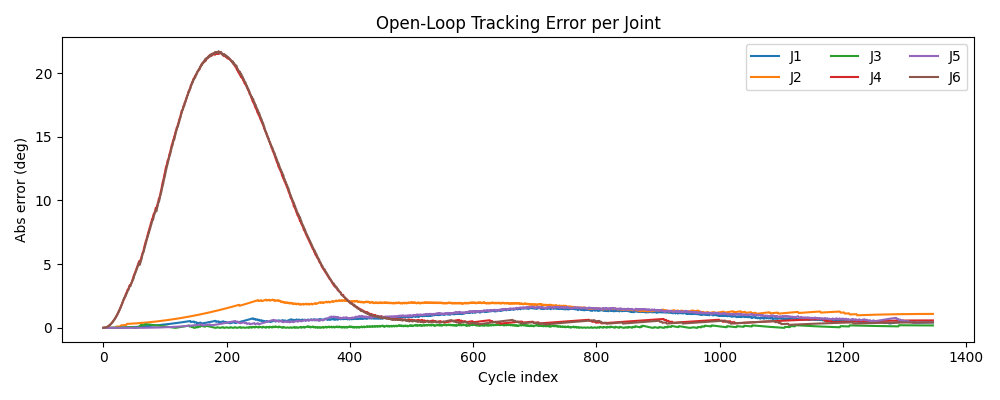 Open-Loop Tracking Error per Joint
Abs error (deg)
20
15
10
5
0
J1 J3 J5
J2 J4 J6
0 200 400 600 800 1000 1200 1400
Cycle index